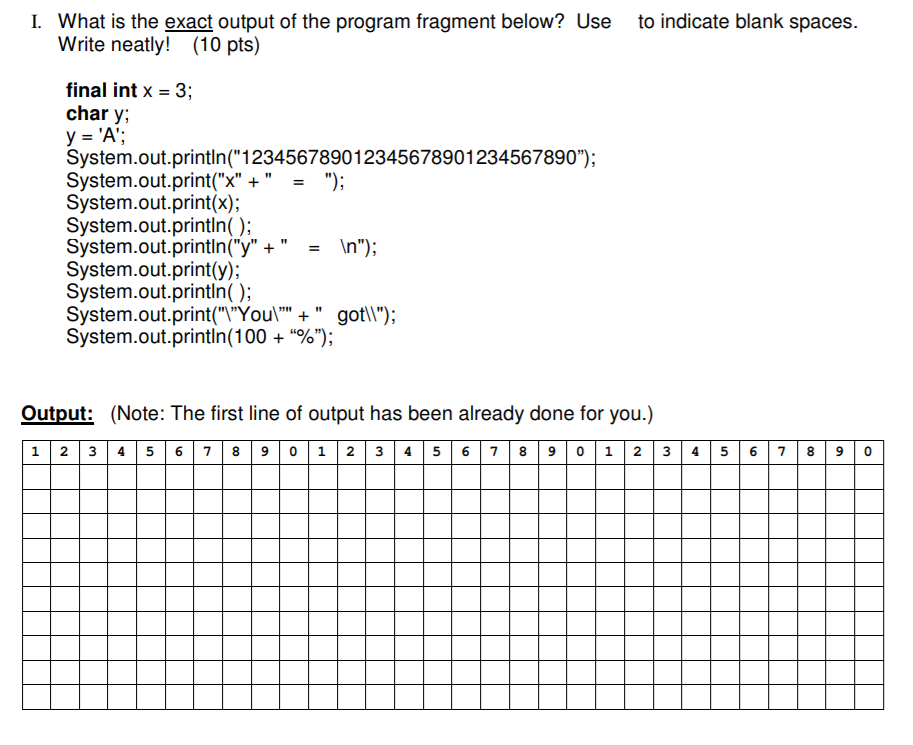 I. What is the exact output of the program fragment below? Use to indicate blank spaces.
Write neatly! (10 pts)
final int x = 3;
char y;
y = 'A';
System.out.println("123456789012345678901234567890”);
System.out.print("x" + "   =   ");
System.out.print(x);
System.out.println( );
System.out.println("y" + "   =   \n");
System.out.print(y);
System.out.println( );
System.out.print("\”You\”" + "  got\\");
System.out.println(100 + “%”);
Output: (Note: The first line of output has been already done for you.)
1 2 3 4 5 6 7 8 9 0 1 2 3 4 5 6 7 8 9 0 1 2 3 4 5 6 7 8 9 0